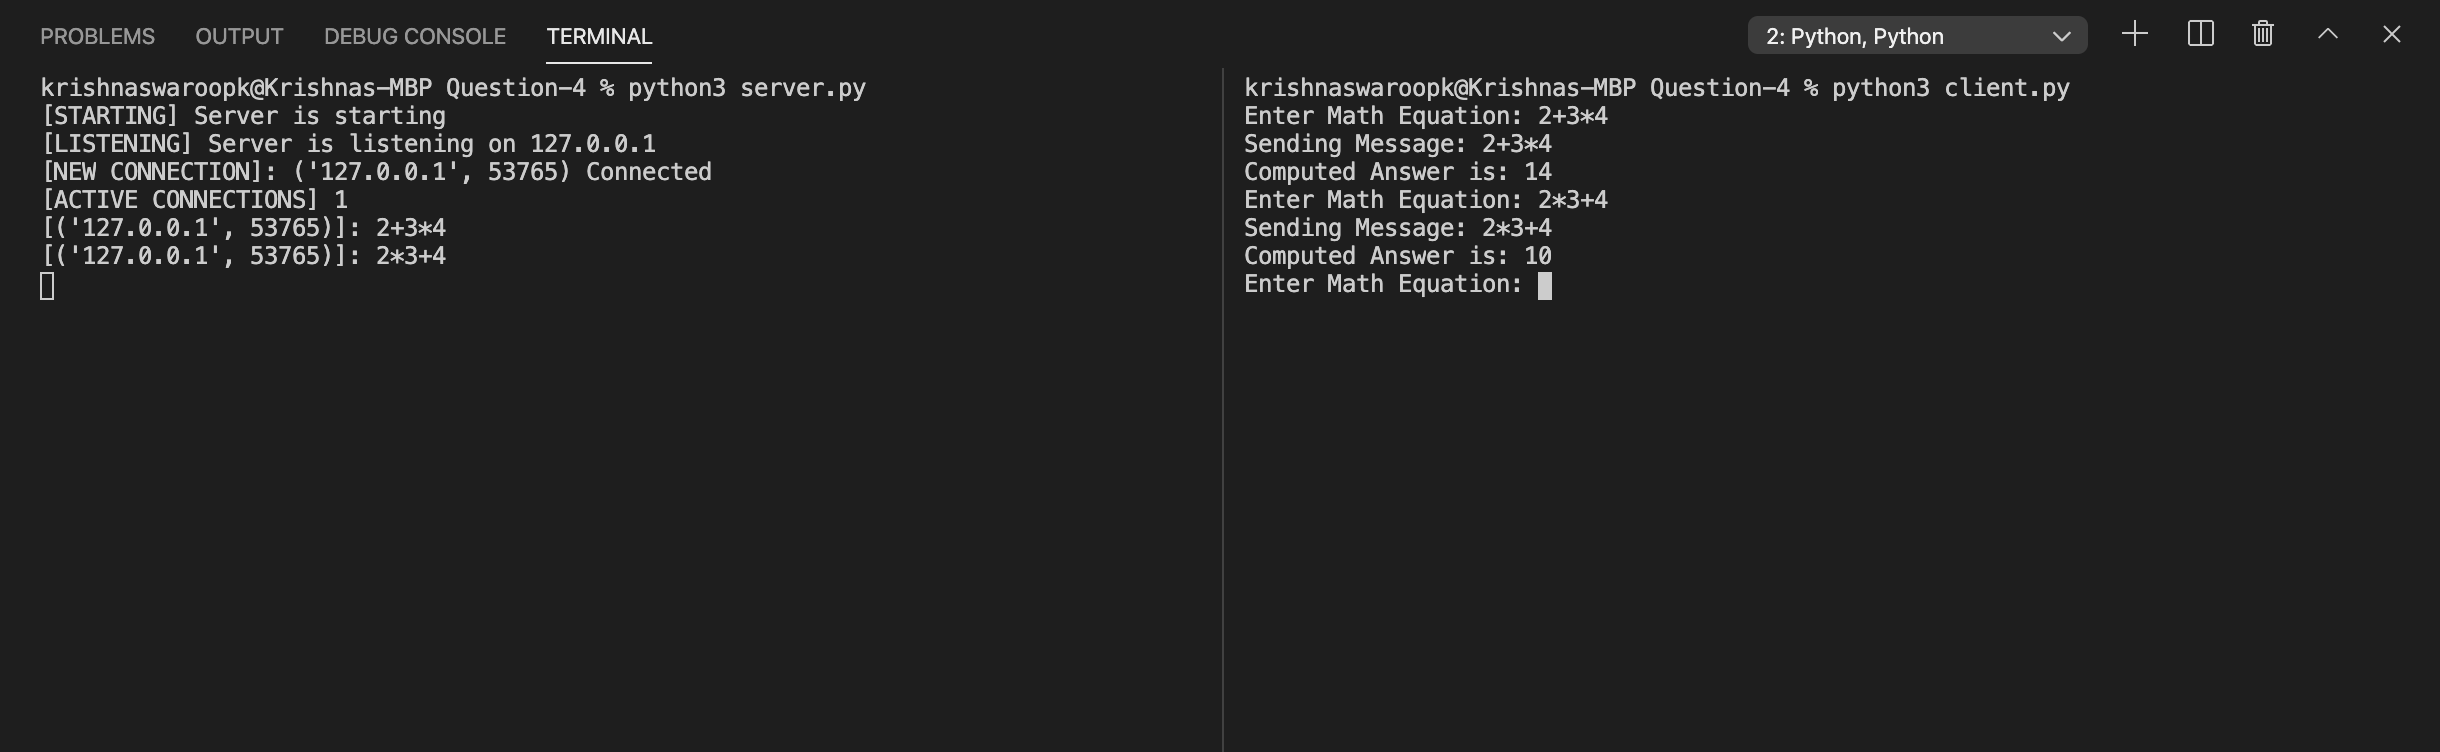 PROBLEMS OUTPUT DEBUG CONSOLE TERMINAL 2: Python, Python
krishnaswaroopk@Krishnas-MBP Question-4 % python3 server.py
[STARTING] Server is starting
[LISTENING] Server is listening on 127.0.0.1
[NEW CONNECTION]: ('127.0.0.1', 53765) Connected
[ACTIVE CONNECTIONS] 1
[('127.0.0.1', 53765)]: 2+3*4
[('127.0.0.1', 53765)]: 2*3+4
krishnaswaroopk@Krishnas-MBP Question-4 % python3 client.py
Enter Math Equation: 2+3*4
Sending Message: 2+3*4
Computed Answer is: 14
Enter Math Equation: 2*3+4
Sending Message: 2*3+4
Computed Answer is: 10
Enter Math Equation: